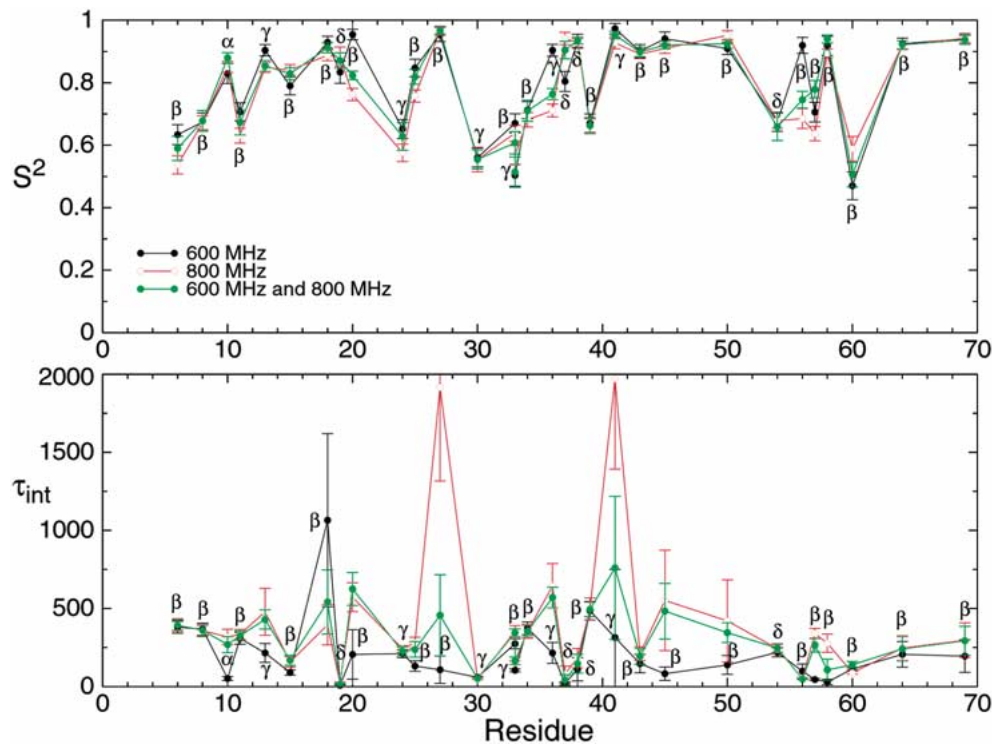 1
0.8
0.6
0.4
0.2
0
S²
α γ δ β β β γ δ β β β
β β β β β β β β γ γ β γ δ δ β γ β β β δ β β β β β β
600 MHz
800 MHz
600 MHz and 800 MHz
0 10 20 30 40 50 60 70
2000
1500
1000
500
0
τint
β
β β β γ β γ β β β β δ β β β β β
α γ β δ β β γ γ γ δ δ γ β β β β
0 10 20 30 40 50 60 70
Residue